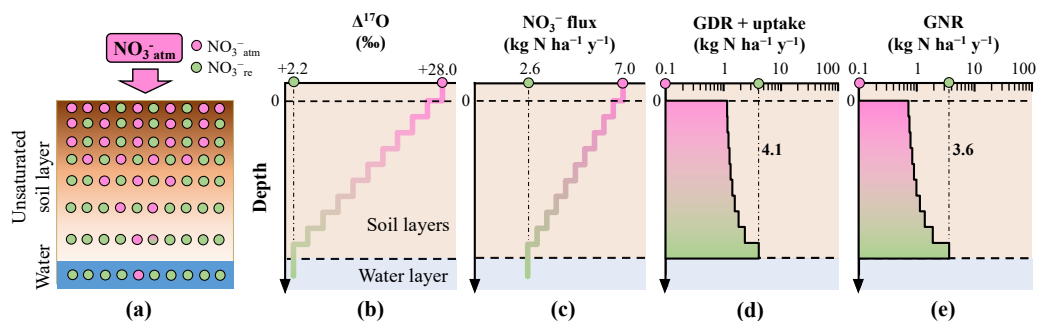 NO₃⁻atm
NO₃⁻atm
NO₃⁻re
Unsaturated
soil layer
Water
(a)
Δ¹⁷O
(‰)
+2.2
+28.0
0
Depth
Soil layers
Water layer
(b)
NO₃⁻ flux
(kg N ha⁻¹ y⁻¹)
2.6
7.0
(c)
GDR + uptake
(kg N ha⁻¹ y⁻¹)
0.1
1
10
100
0
4.1
(d)
GNR
(kg N ha⁻¹ y⁻¹)
0.1
1
10
100
0
3.6
(e)